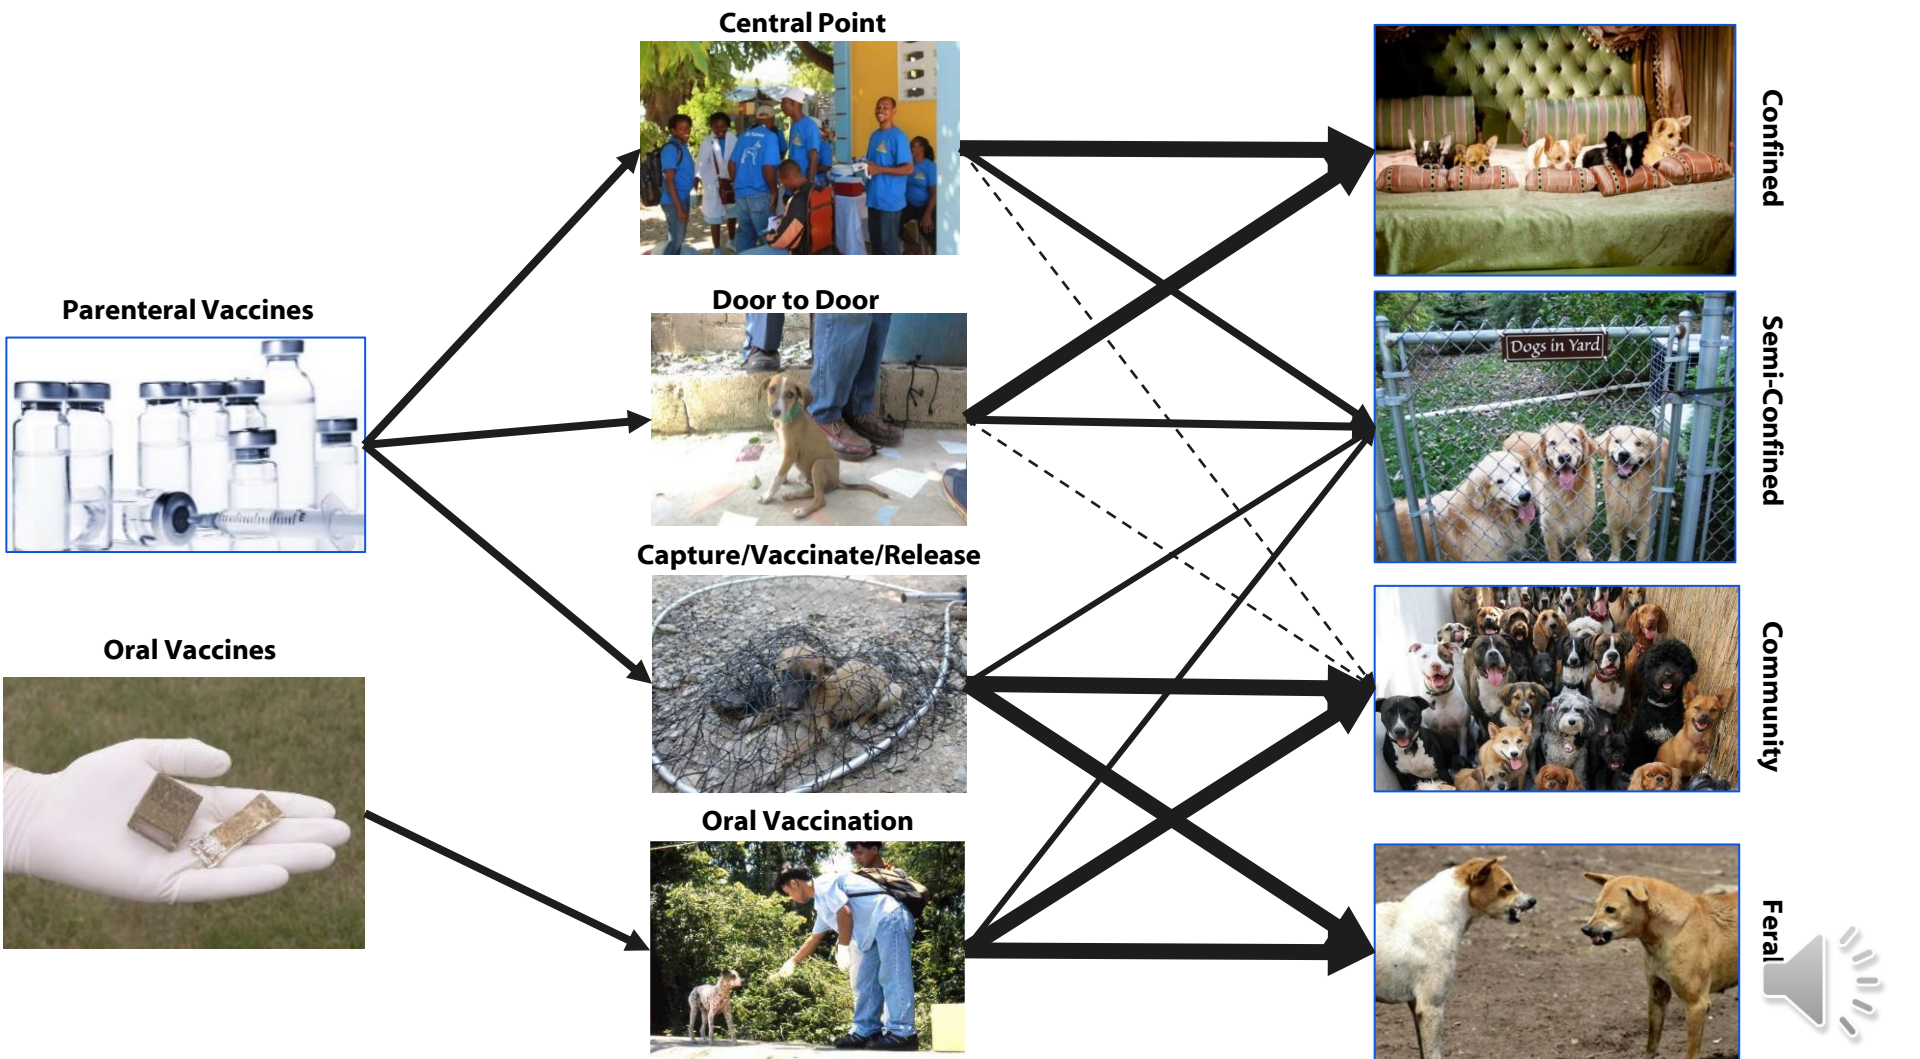 Central Point
Confined
Parenteral Vaccines
Door to Door
Dogs in Yard
Semi-Confined
Capture/Vaccinate/Release
Oral Vaccines
Community
Oral Vaccination
Feral